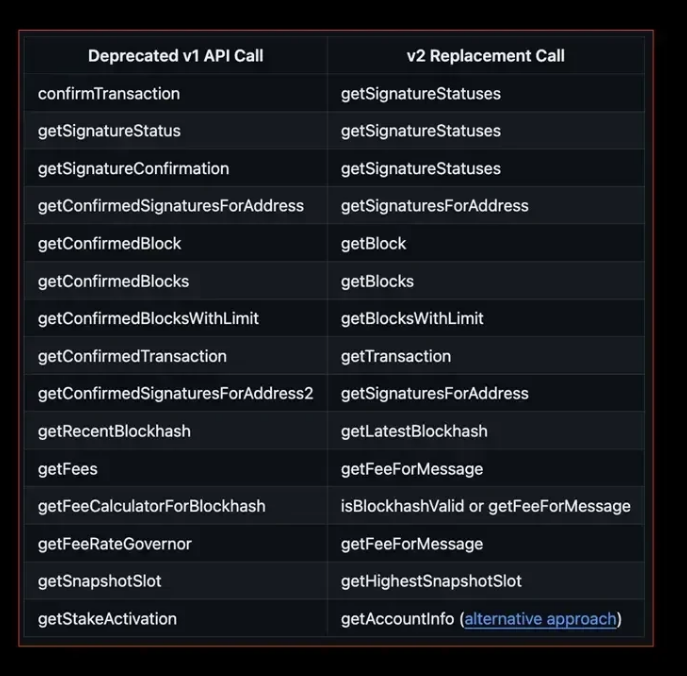 Deprecated v1 API Call v2 Replacement Call
confirmTransaction getSignatureStatuses
getSignatureStatus getSignatureStatuses
getSignatureConfirmation getSignatureStatuses
getConfirmedSignaturesForAddress getSignaturesForAddress
getConfirmedBlock getBlock
getConfirmedBlocks getBlocks
getConfirmedBlocksWithLimit getBlocksWithLimit
getConfirmedTransaction getTransaction
getConfirmedSignaturesForAddress2 getSignaturesForAddress
getRecentBlockhash getLatestBlockhash
getFees getFeeForMessage
getFeeCalculatorForBlockhash isBlockhashValid or getFeeForMessage
getFeeRateGovernor getFeeForMessage
getSnapshotSlot getHighestSnapshotSlot
getStakeActivation getAccountInfo (alternative approach)